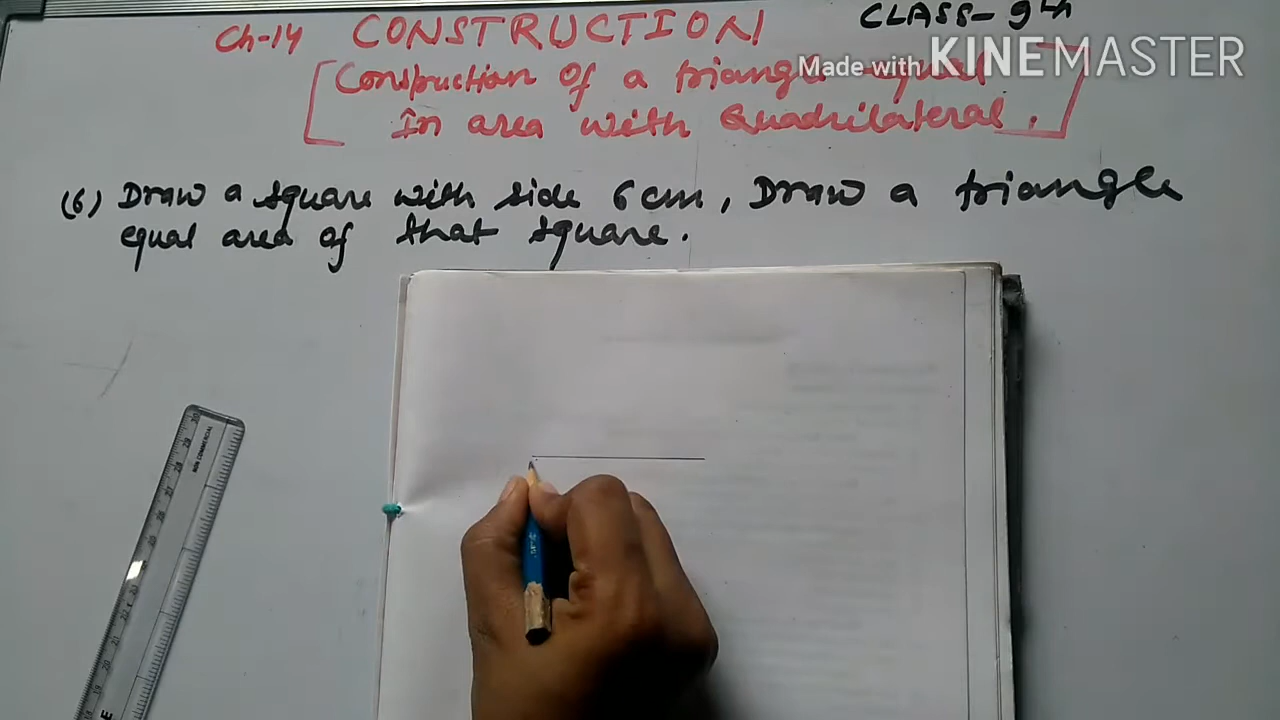 Ch-14 CONSTRUCTION CLASS-9th
Made with KINEMASTER
[Construction of a triangle equal
In area with Quadrilateral.]
(6) Draw a square with side 6cm, Draw a triangle
equal area of that square.